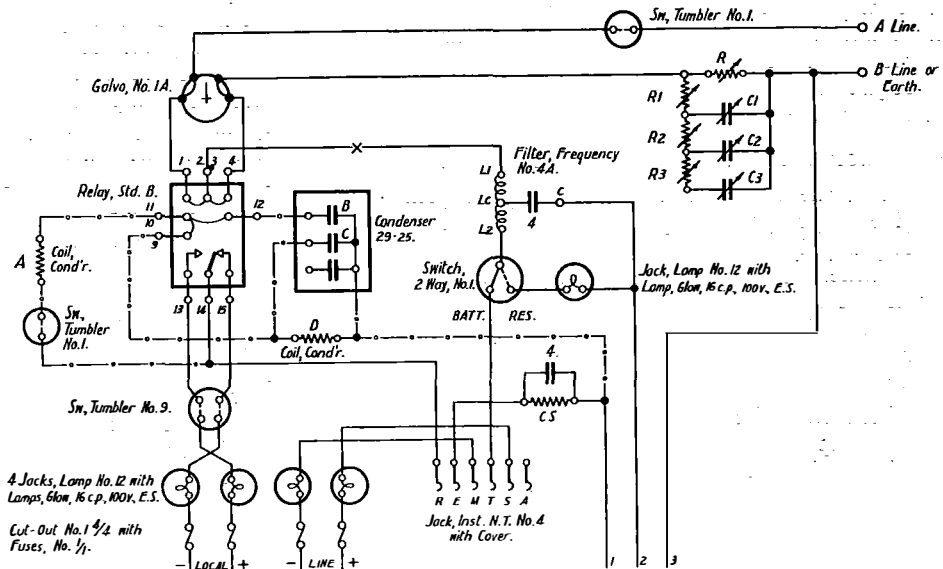 Sw, Tumbler No.1.
A Line.
Galvo, No. 1A.
R
B-Line or
Earth.
R1
C1
R2
C2
R3
C3
1 2 3 4
L1
Filter, Frequency
No. 4A.
Relay, Std. B.
11
10
9
12
B
C
Condenser
29·25.
Lc
4
C
L2
A
Coil,
Cond'r.
Switch,
2 Way, No.1.
BATT. RES.
Jack, Lamp No. 12 with
Lamp, Glow, 16 c.p., 100v., E.S.
Sw,
Tumbler
No.1.
13 14 15
D
Coil, Cond'r.
4.
CS
Sw, Tumbler No. 9.
4 Jacks, Lamp No. 12 with
Lamps, Glow, 16 c.p., 100v., E.S.
Cut-Out No. 1 4/4 with
Fuses, No. 1/1.
R E M T S A
Jack, Inst. N.T. No. 4
with Cover.
- LOCAL +
- LINE +
1 2 3